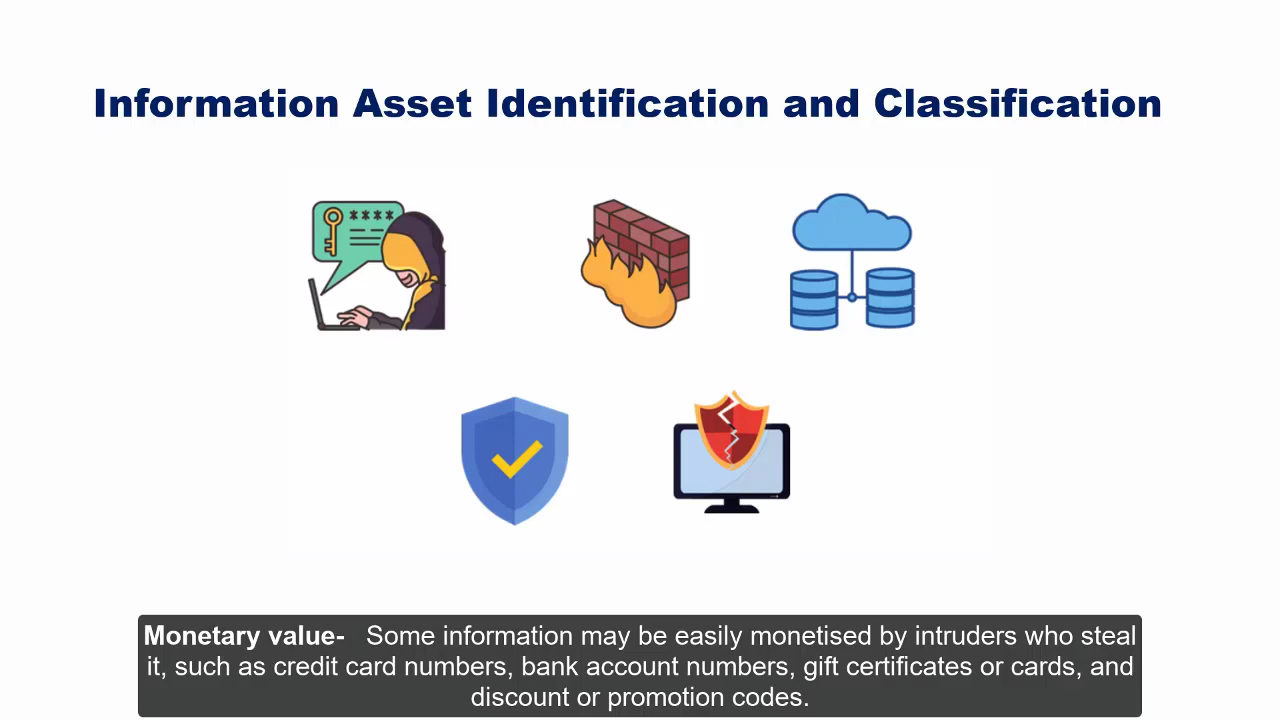 Information Asset Identification and Classification
****
Monetary value- Some information may be easily monetised by intruders who steal
it, such as credit card numbers, bank account numbers, gift certificates or cards, and
discount or promotion codes.